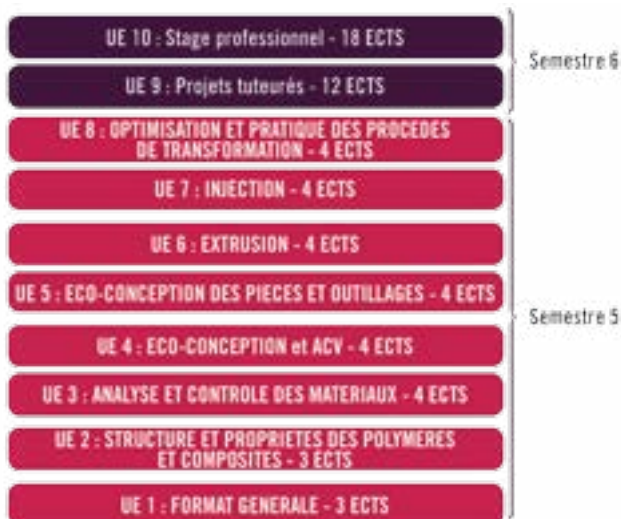 UE 10 : Stage professionnel - 18 ECTS
Semestre 6
UE 9 : Projets tuteurés - 12 ECTS
UE 8 : OPTIMISATION ET PRATIQUE DES PROCEDES
DE TRANSFORMATION - 4 ECTS
UE 7 : INJECTION - 4 ECTS
UE 6 : EXTRUSION - 4 ECTS
UE 5 : ECO-CONCEPTION DES PIECES ET OUTILLAGES - 4 ECTS
Semestre 5
UE 4 : ECO-CONCEPTION et ACV - 4 ECTS
UE 3 : ANALYSE ET CONTROLE DES MATERIAUX - 4 ECTS
UE 2 : STRUCTURE ET PROPRIETES DES POLYMERES
ET COMPOSITES - 3 ECTS
UE 1 : FORMAT GENERALE - 3 ECTS